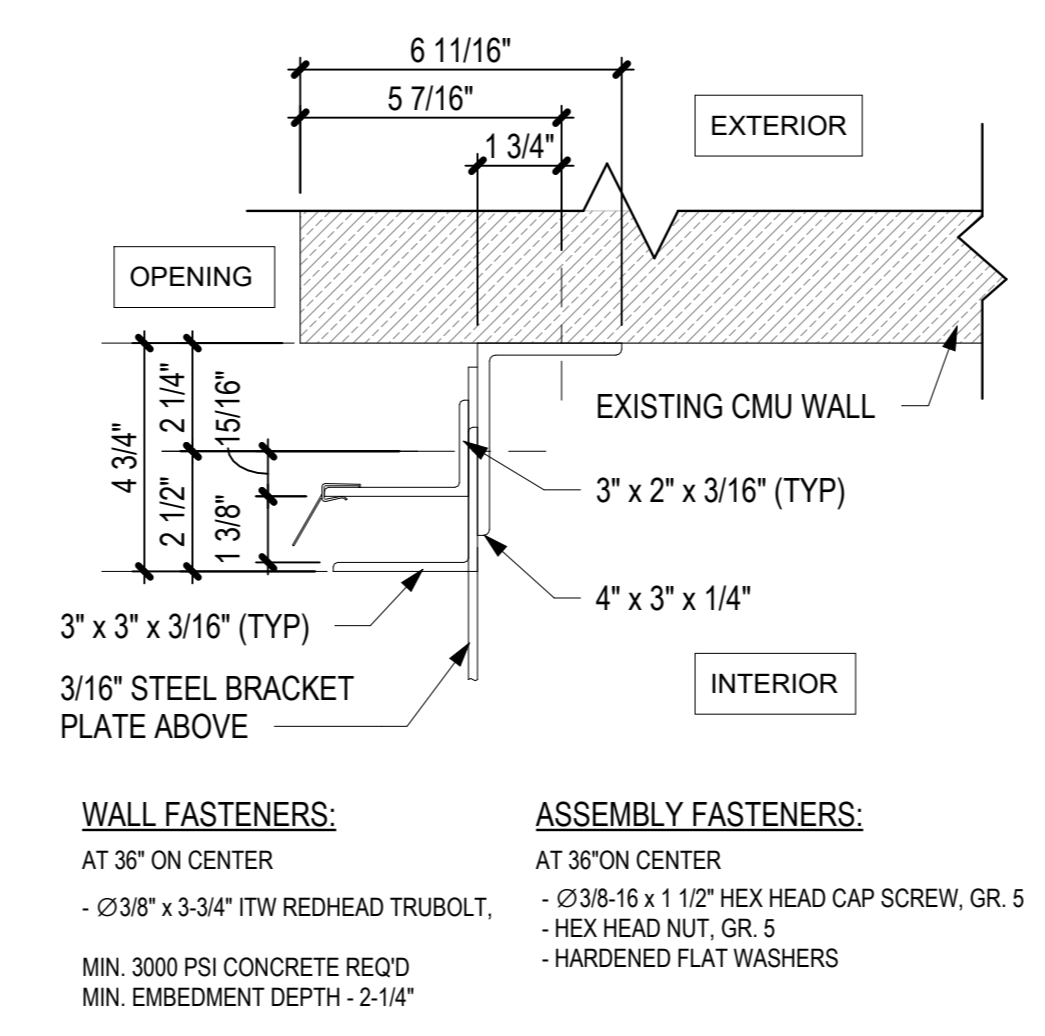 6 11/16"
5 7/16"
1 3/4"
EXTERIOR
OPENING
4 3/4"
2 1/4"
2 1/2"
15/16"
1 3/8"
EXISTING CMU WALL
3" x 2" x 3/16" (TYP)
4" x 3" x 1/4"
3" x 3" x 3/16" (TYP)
3/16" STEEL BRACKET
PLATE ABOVE
INTERIOR
WALL FASTENERS:
AT 36" ON CENTER
- Ø3/8" x 3-3/4" ITW REDHEAD TRUBOLT,
MIN. 3000 PSI CONCRETE REQ'D
MIN. EMBEDMENT DEPTH - 2-1/4"
ASSEMBLY FASTENERS:
AT 36"ON CENTER
- Ø3/8-16 x 1 1/2" HEX HEAD CAP SCREW, GR. 5
- HEX HEAD NUT, GR. 5
- HARDENED FLAT WASHERS